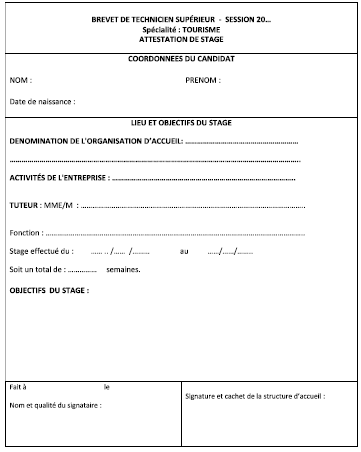 BREVET DE TECHNICIEN SUPÉRIEUR - SESSION 20...
Spécialité : TOURISME
ATTESTATION DE STAGE
COORDONNEES DU CANDIDAT
NOM : PRENOM :
Date de naissance :
LIEU ET OBJECTIFS DU STAGE
DENOMINATION DE L'ORGANISATION D'ACCUEIL: ................................................
................................................................................................................................
ACTIVITÉS DE L'ENTREPRISE : ................................................................................
TUTEUR : MME/M : ................................................................................................
Fonction : ................................................................................................................
Stage effectué du : ...... .. /...... /........ au ....../....../........
Soit un total de : .............. semaines.
OBJECTIFS DU STAGE :
Fait à le
Nom et qualité du signataire :
Signature et cachet de la structure d'accueil :